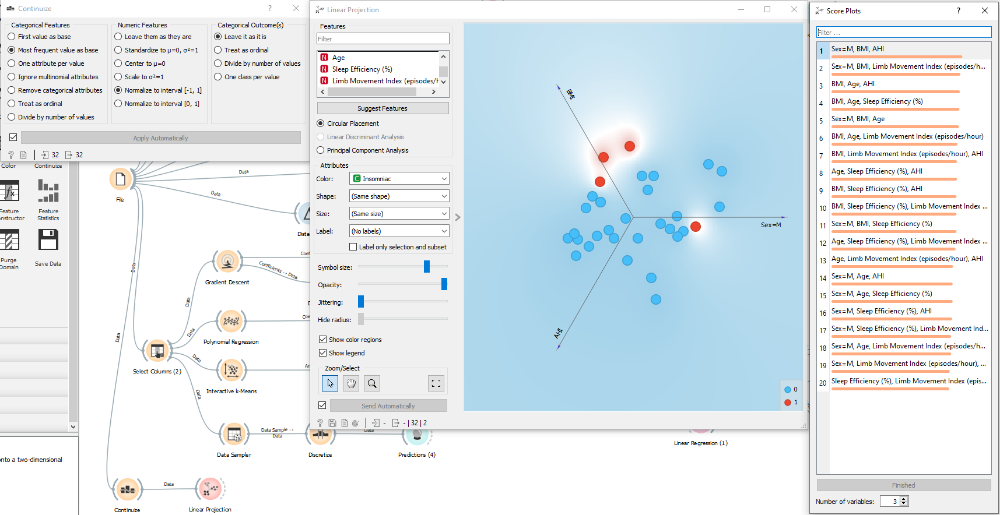 Continuize
?
Categorical Features
First value as base
Most frequent value as base
One attribute per value
Ignore multinomial attributes
Remove categorical attributes
Treat as ordinal
Divide by number of values
Numeric Features
Leave them as they are
Standardize to μ=0, σ²=1
Center to μ=0
Scale to σ²=1
Normalize to interval [-1, 1]
Normalize to interval [0, 1]
Categorical Outcome(s)
Leave it as it is
Treat as ordinal
Divide by number of values
One class per value
Apply Automatically
? 32 32
Color
Continuize
Feature
Constructor
Feature
Statistics
Purge
Domain
Save Data
onto a two-dimensional
File
Data
Data
Dista
Data
Data
Gradient Descent
Coef
Coefficients → Data
Data
Polynomial Regression
Coe
Data
Select Columns (2)
Data
Interactive k-Means
An
Data
Data Sampler
Data Sample →
Data
Discretize
Data
Predictions (4)
Linear Regression (1)
Continuize
Data
Linear Projection
Linear Projection
Features
Filter
N Age
N Sleep Efficiency (%)
N Limb Movement Index (episodes/h
Suggest Features
Circular Placement
Linear Discriminant Analysis
Principal Component Analysis
Attributes
Color: C Insomniac
Shape: (Same shape)
Size: (Same size)
Label: (No labels)
Label only selection and subset
Symbol size:
Opacity:
Jittering:
Hide radius:
Show color regions
Show legend
Zoom/Select
Send Automatically
? - - | 32 | 2
BMI
Sex=M
AHI
0
1
Score Plots
?
Filter ...
1 Sex=M, BMI, AHI
2 Sex=M, BMI, Limb Movement Index (episodes/h...
3 BMI, Age, AHI
4 BMI, Age, Sleep Efficiency (%)
5 Sex=M, BMI, Age
6 BMI, Age, Limb Movement Index (episodes/hour)
7 BMI, Limb Movement Index (episodes/hour), AHI
8 Age, Sleep Efficiency (%), AHI
9 BMI, Sleep Efficiency (%), AHI
10 BMI, Sleep Efficiency (%), Limb Movement Index ...
11 Sex=M, BMI, Sleep Efficiency (%)
12 Age, Sleep Efficiency (%), Limb Movement Index ...
13 Age, Limb Movement Index (episodes/hour), AHI
14 Sex=M, Age, AHI
15 Sex=M, Age, Sleep Efficiency (%)
16 Sex=M, Sleep Efficiency (%), AHI
17 Sex=M, Sleep Efficiency (%), Limb Movement Ind...
18 Sex=M, Age, Limb Movement Index (episodes/h...
19 Sex=M, Limb Movement Index (episodes/hour), ...
20 Sleep Efficiency (%), Limb Movement Index (epis...
Finished
Number of variables: 3